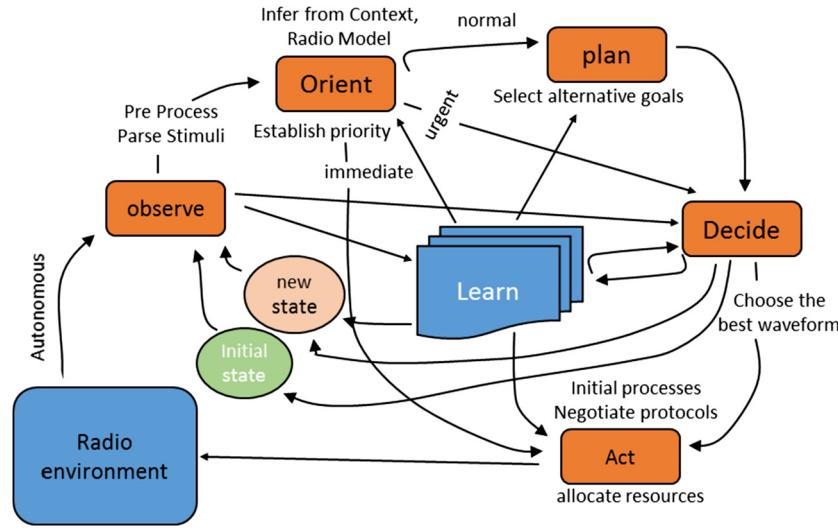 Infer from Context,
Radio Model
normal
Orient
plan
Pre Process
Parse Stimuli
Establish priority
urgent
Select alternative goals
immediate
observe
Decide
Autonomous
new
state
Learn
Choose the
best waveform
Initial
state
Initial processes
Negotiate protocols
Radio
environment
Act
allocate resources